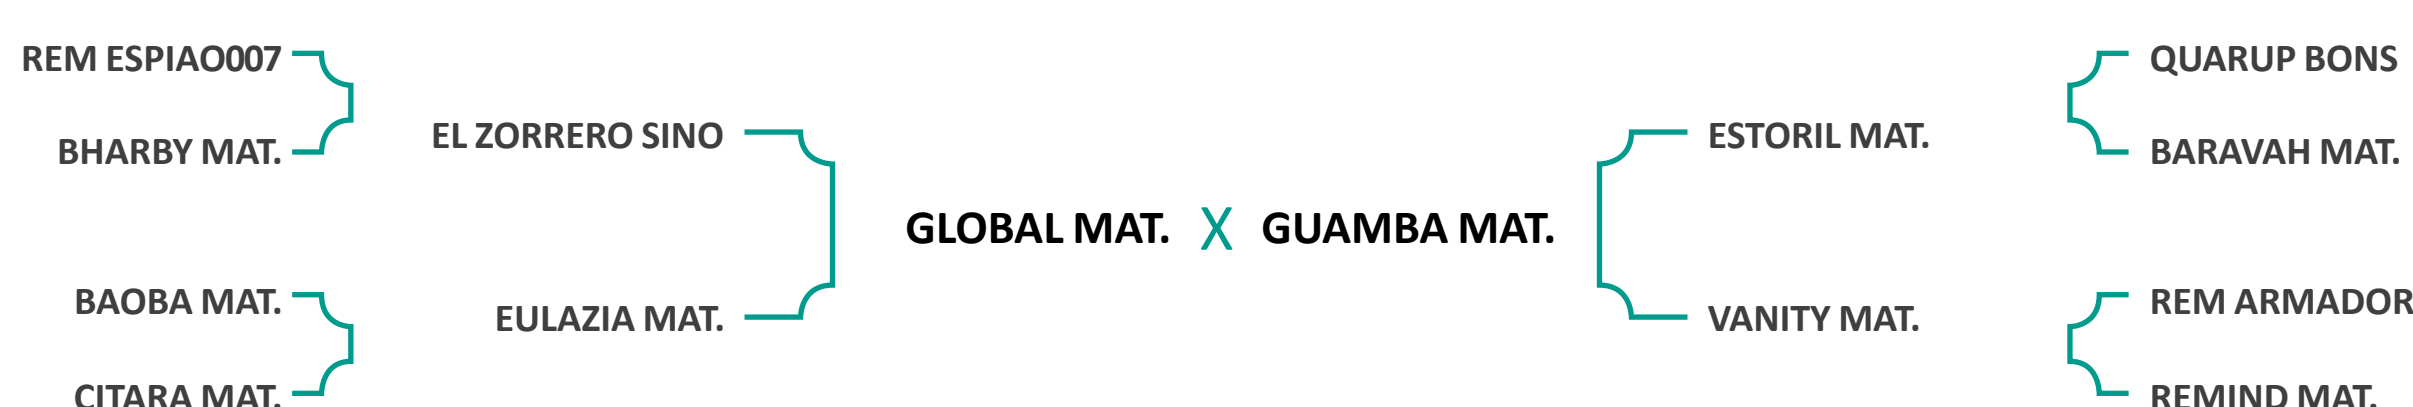 REM ESPIAO007
QUARUP BONS
EL ZORRERO SINO
ESTORIL MAT.
BHARBY MAT.
BARAVAH MAT.
GLOBAL MAT. X GUAMBA MAT.
BAOBA MAT.
REM ARMADOR
EULAZIA MAT.
VANITY MAT.
CITARA MAT.
REMIND MAT.